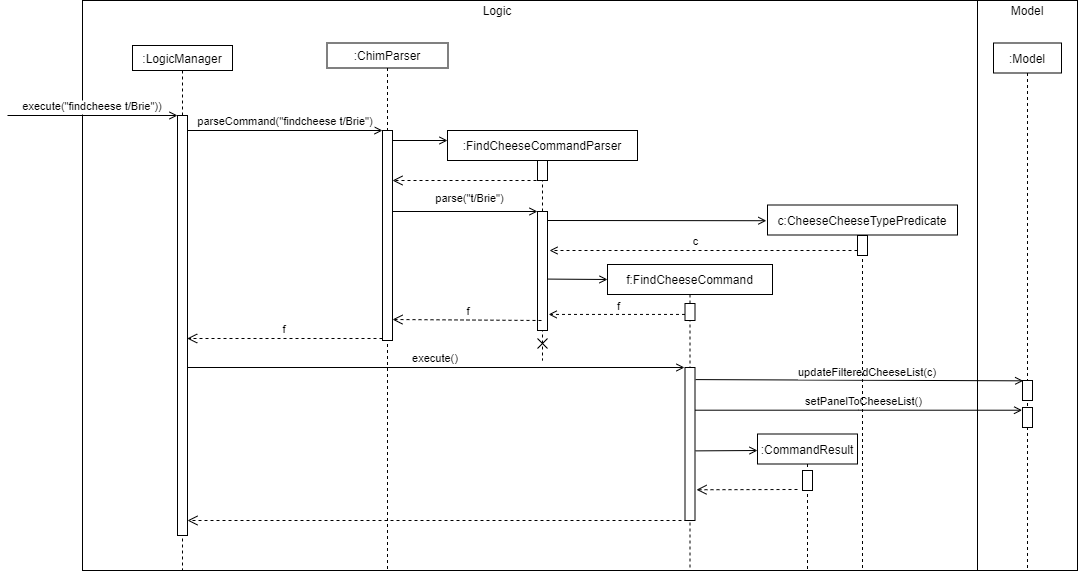 Logic
Model
:LogicManager
:ChimParser
:Model
execute("findcheese t/Brie"))
parseCommand("findcheese t/Brie")
:FindCheeseCommandParser
parse("t/Brie")
c:CheeseCheeseTypePredicate
c
f:FindCheeseCommand
f
f
f
execute()
updateFilteredCheeseList(c)
setPanelToCheeseList()
:CommandResult